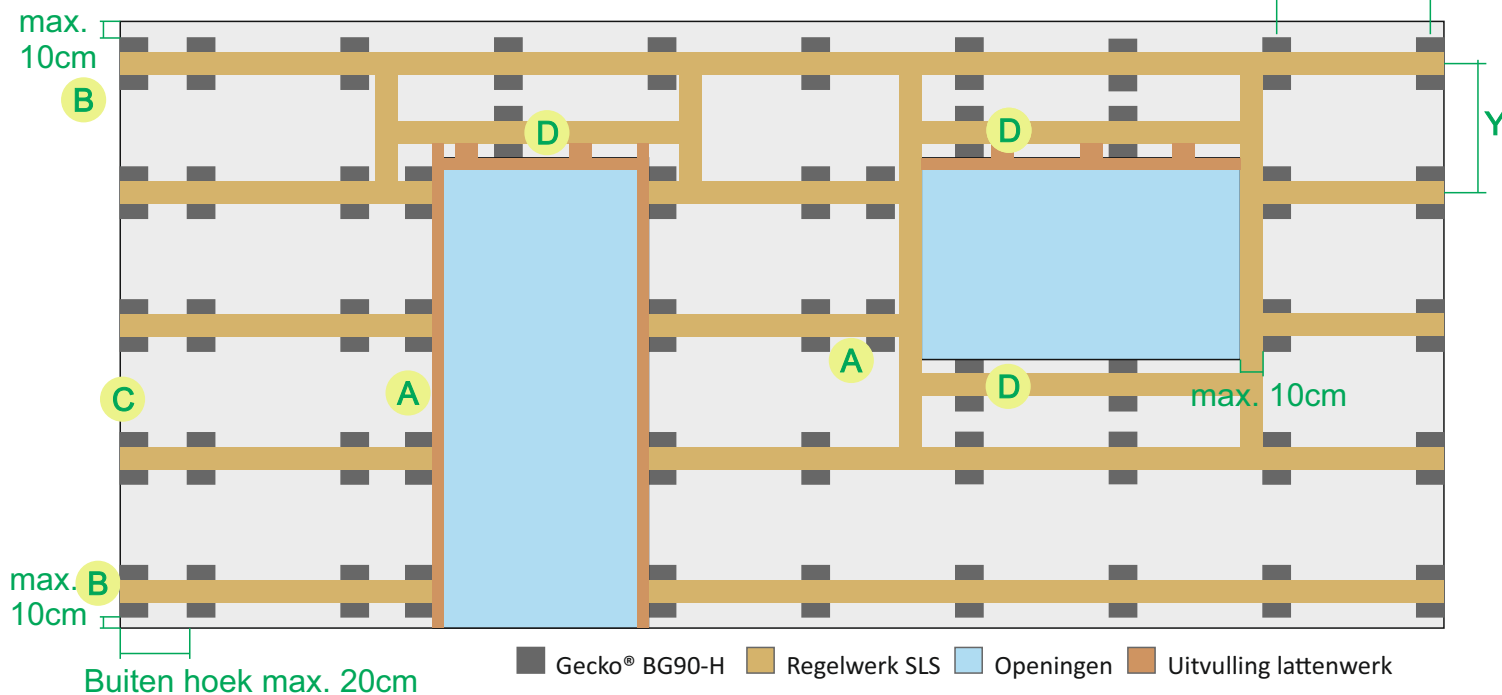 max.
10cm
B
Y
D
D
A
max. 10cm
D
A
C
B
max.
10cm
Buiten hoek max. 20cm
Gecko® BG90-H
Regelwerk SLS
Openingen
Uitvulling lattenwerk